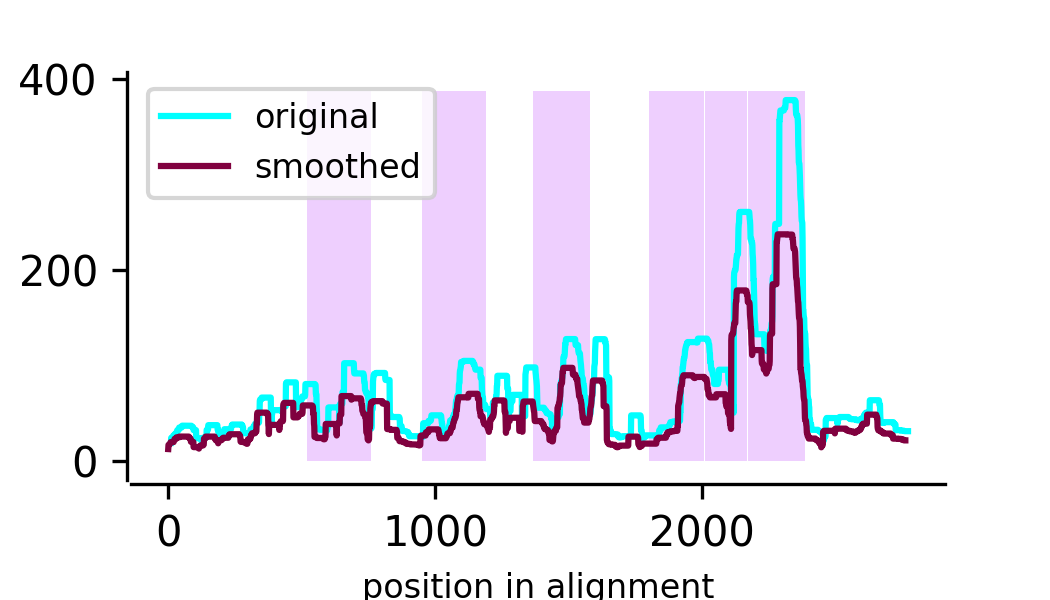 400
200
0
original
smoothed
0 1000 2000
position in alignment